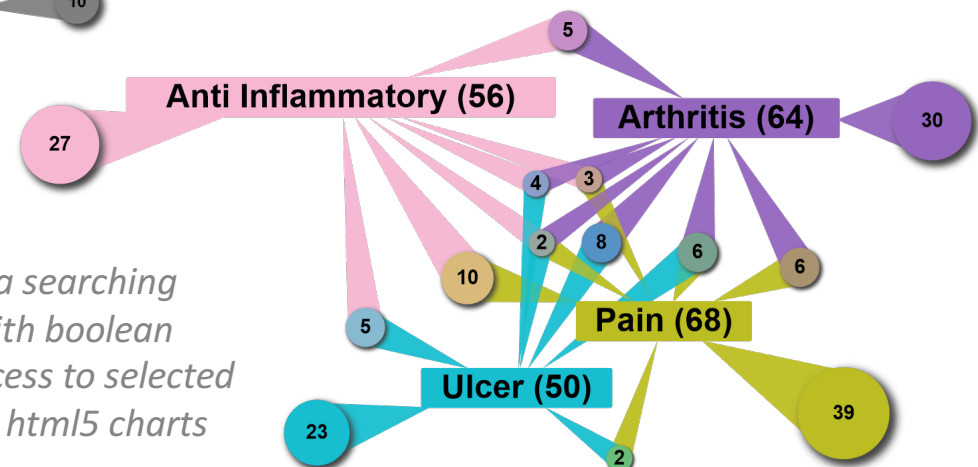 10
5
Anti Inflammatory (56)
Arthritis (64)
30
27
4
3
2
8
6
6
10
a searching
ith boolean
cess to selected
html5 charts
5
Pain (68)
Ulcer (50)
23
39
2